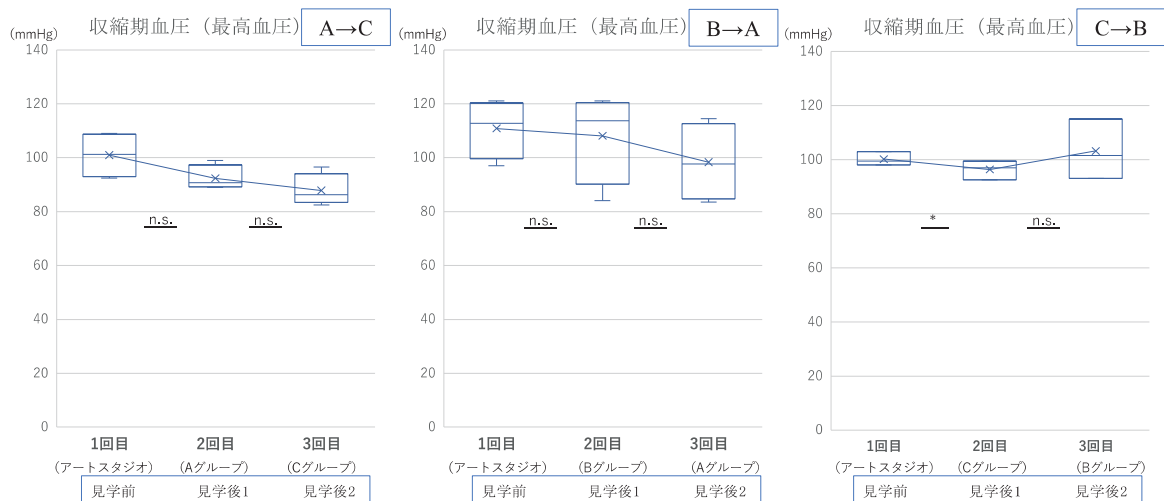 (mmHg)
収縮期血圧（最高血圧）
A→C
140
120
100
80
60
40
20
0
n.s.
n.s.
1回目
2回目
3回目
(アートスタジオ)
(Aグループ)
(Cグループ)
見学前
見学後1
見学後2
(mmHg)
収縮期血圧（最高血圧）
B→A
140
120
100
80
60
40
20
0
n.s.
n.s.
1回目
2回目
3回目
(アートスタジオ)
(Bグループ)
(Aグループ)
見学前
見学後1
見学後2
(mmHg)
収縮期血圧（最高血圧）
C→B
140
120
100
80
60
40
20
0
*
n.s.
1回目
2回目
3回目
(アートスタジオ)
(Cグループ)
(Bグループ)
見学前
見学後1
見学後2